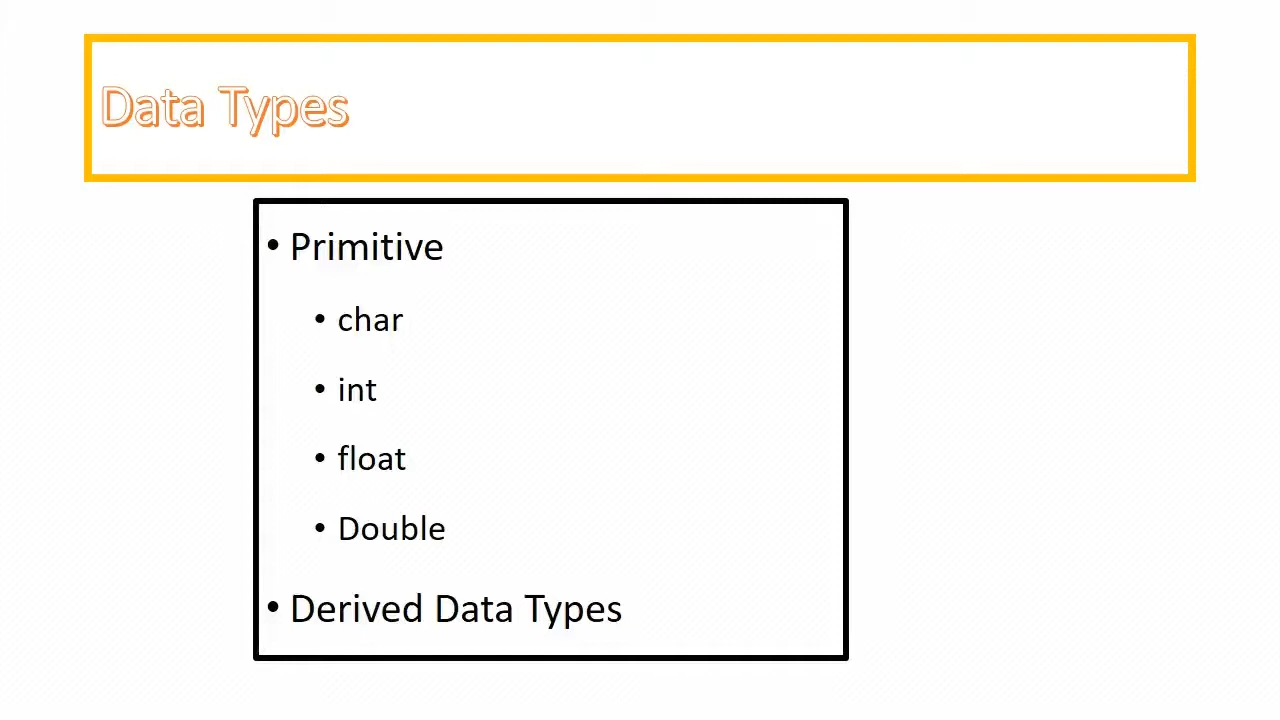 Data Types
• Primitive
• char
• int
• float
• Double
• Derived Data Types